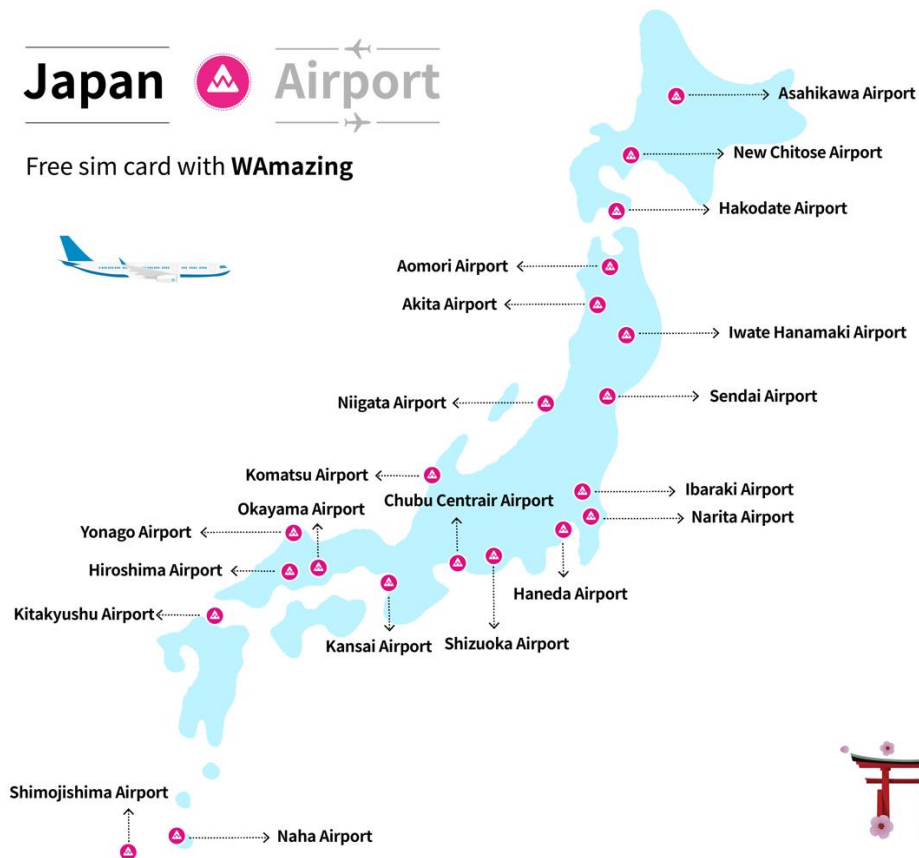 Japan Airport
Free sim card with WAmazing
Asahikawa Airport
New Chitose Airport
Hakodate Airport
Aomori Airport
Akita Airport
Iwate Hanamaki Airport
Sendai Airport
Niigata Airport
Komatsu Airport
Ibaraki Airport
Chubu Centrair Airport
Okayama Airport
Narita Airport
Yonago Airport
Hiroshima Airport
Haneda Airport
Kitakyushu Airport
Kansai Airport
Shizuoka Airport
Shimojishima Airport
Naha Airport